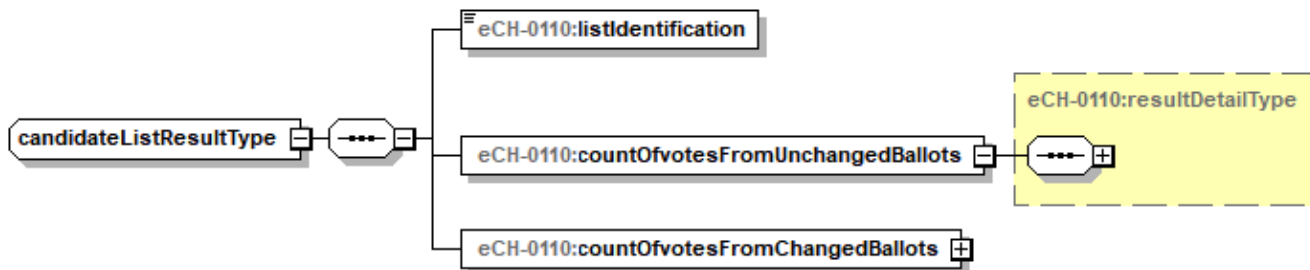 eCH-0110:listIdentification
eCH-0110:resultDetailType
candidateListResultType
eCH-0110:countOfvotesFromUnchangedBallots
eCH-0110:countOfvotesFromChangedBallots